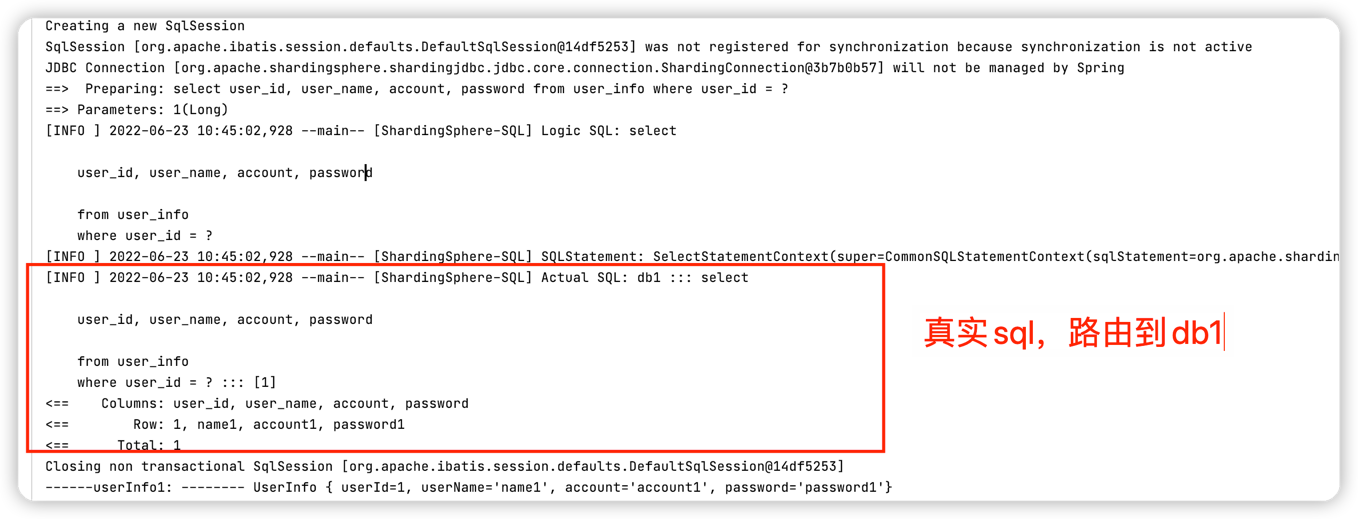 Creating a new SqlSession
SqlSession [org.apache.ibatis.session.defaults.DefaultSqlSession@14df5253] was not registered for synchronization because synchronization is not active
JDBC Connection [org.apache.shardingsphere.shardingjdbc.jdbc.core.connection.ShardingConnection@3b7b0b57] will not be managed by Spring
==>  Preparing: select user_id, user_name, account, password from user_info where user_id = ?
==> Parameters: 1(Long)
[INFO ] 2022-06-23 10:45:02,928 --main-- [ShardingSphere-SQL] Logic SQL: select
user_id, user_name, account, password
from user_info
where user_id = ?
[INFO ] 2022-06-23 10:45:02,928 --main-- [ShardingSphere-SQL] SQLStatement: SelectStatementContext(super=CommonSQLStatementContext(sqlStatement=org.apache.shardin
[INFO ] 2022-06-23 10:45:02,928 --main-- [ShardingSphere-SQL] Actual SQL: db1 ::: select
user_id, user_name, account, password
from user_info
where user_id = ? ::: [1]
<==    Columns: user_id, user_name, account, password
<==        Row: 1, name1, account1, password1
<==      Total: 1
Closing non transactional SqlSession [org.apache.ibatis.session.defaults.DefaultSqlSession@14df5253]
------userInfo1: -------- UserInfo { userId=1, userName='name1', account='account1', password='password1'}
真实sql，路由到db1